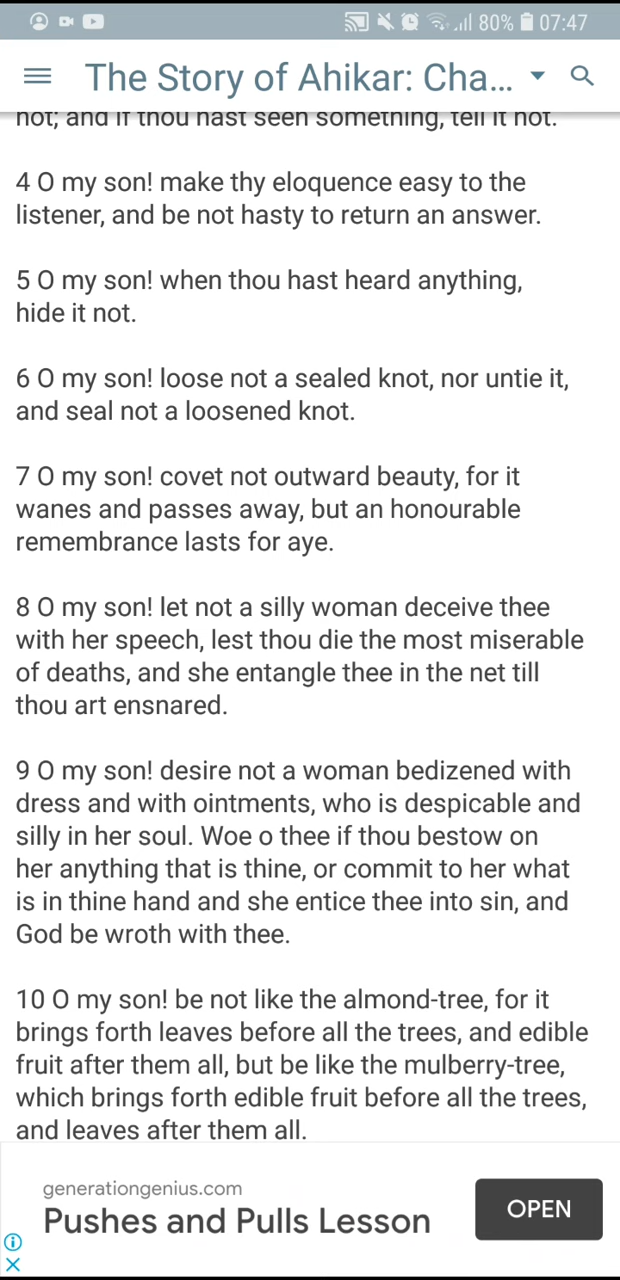 80% 07:47
The Story of Ahikar: Cha...
not; and if thou hast seen something, tell it not.
4 O my son! make thy eloquence easy to the
listener, and be not hasty to return an answer.
5 O my son! when thou hast heard anything,
hide it not.
6 O my son! loose not a sealed knot, nor untie it,
and seal not a loosened knot.
7 O my son! covet not outward beauty, for it
wanes and passes away, but an honourable
remembrance lasts for aye.
8 O my son! let not a silly woman deceive thee
with her speech, lest thou die the most miserable
of deaths, and she entangle thee in the net till
thou art ensnared.
9 O my son! desire not a woman bedizened with
dress and with ointments, who is despicable and
silly in her soul. Woe o thee if thou bestow on
her anything that is thine, or commit to her what
is in thine hand and she entice thee into sin, and
God be wroth with thee.
10 O my son! be not like the almond-tree, for it
brings forth leaves before all the trees, and edible
fruit after them all, but be like the mulberry-tree,
which brings forth edible fruit before all the trees,
and leaves after them all.
generationgenius.com
Pushes and Pulls Lesson
OPEN